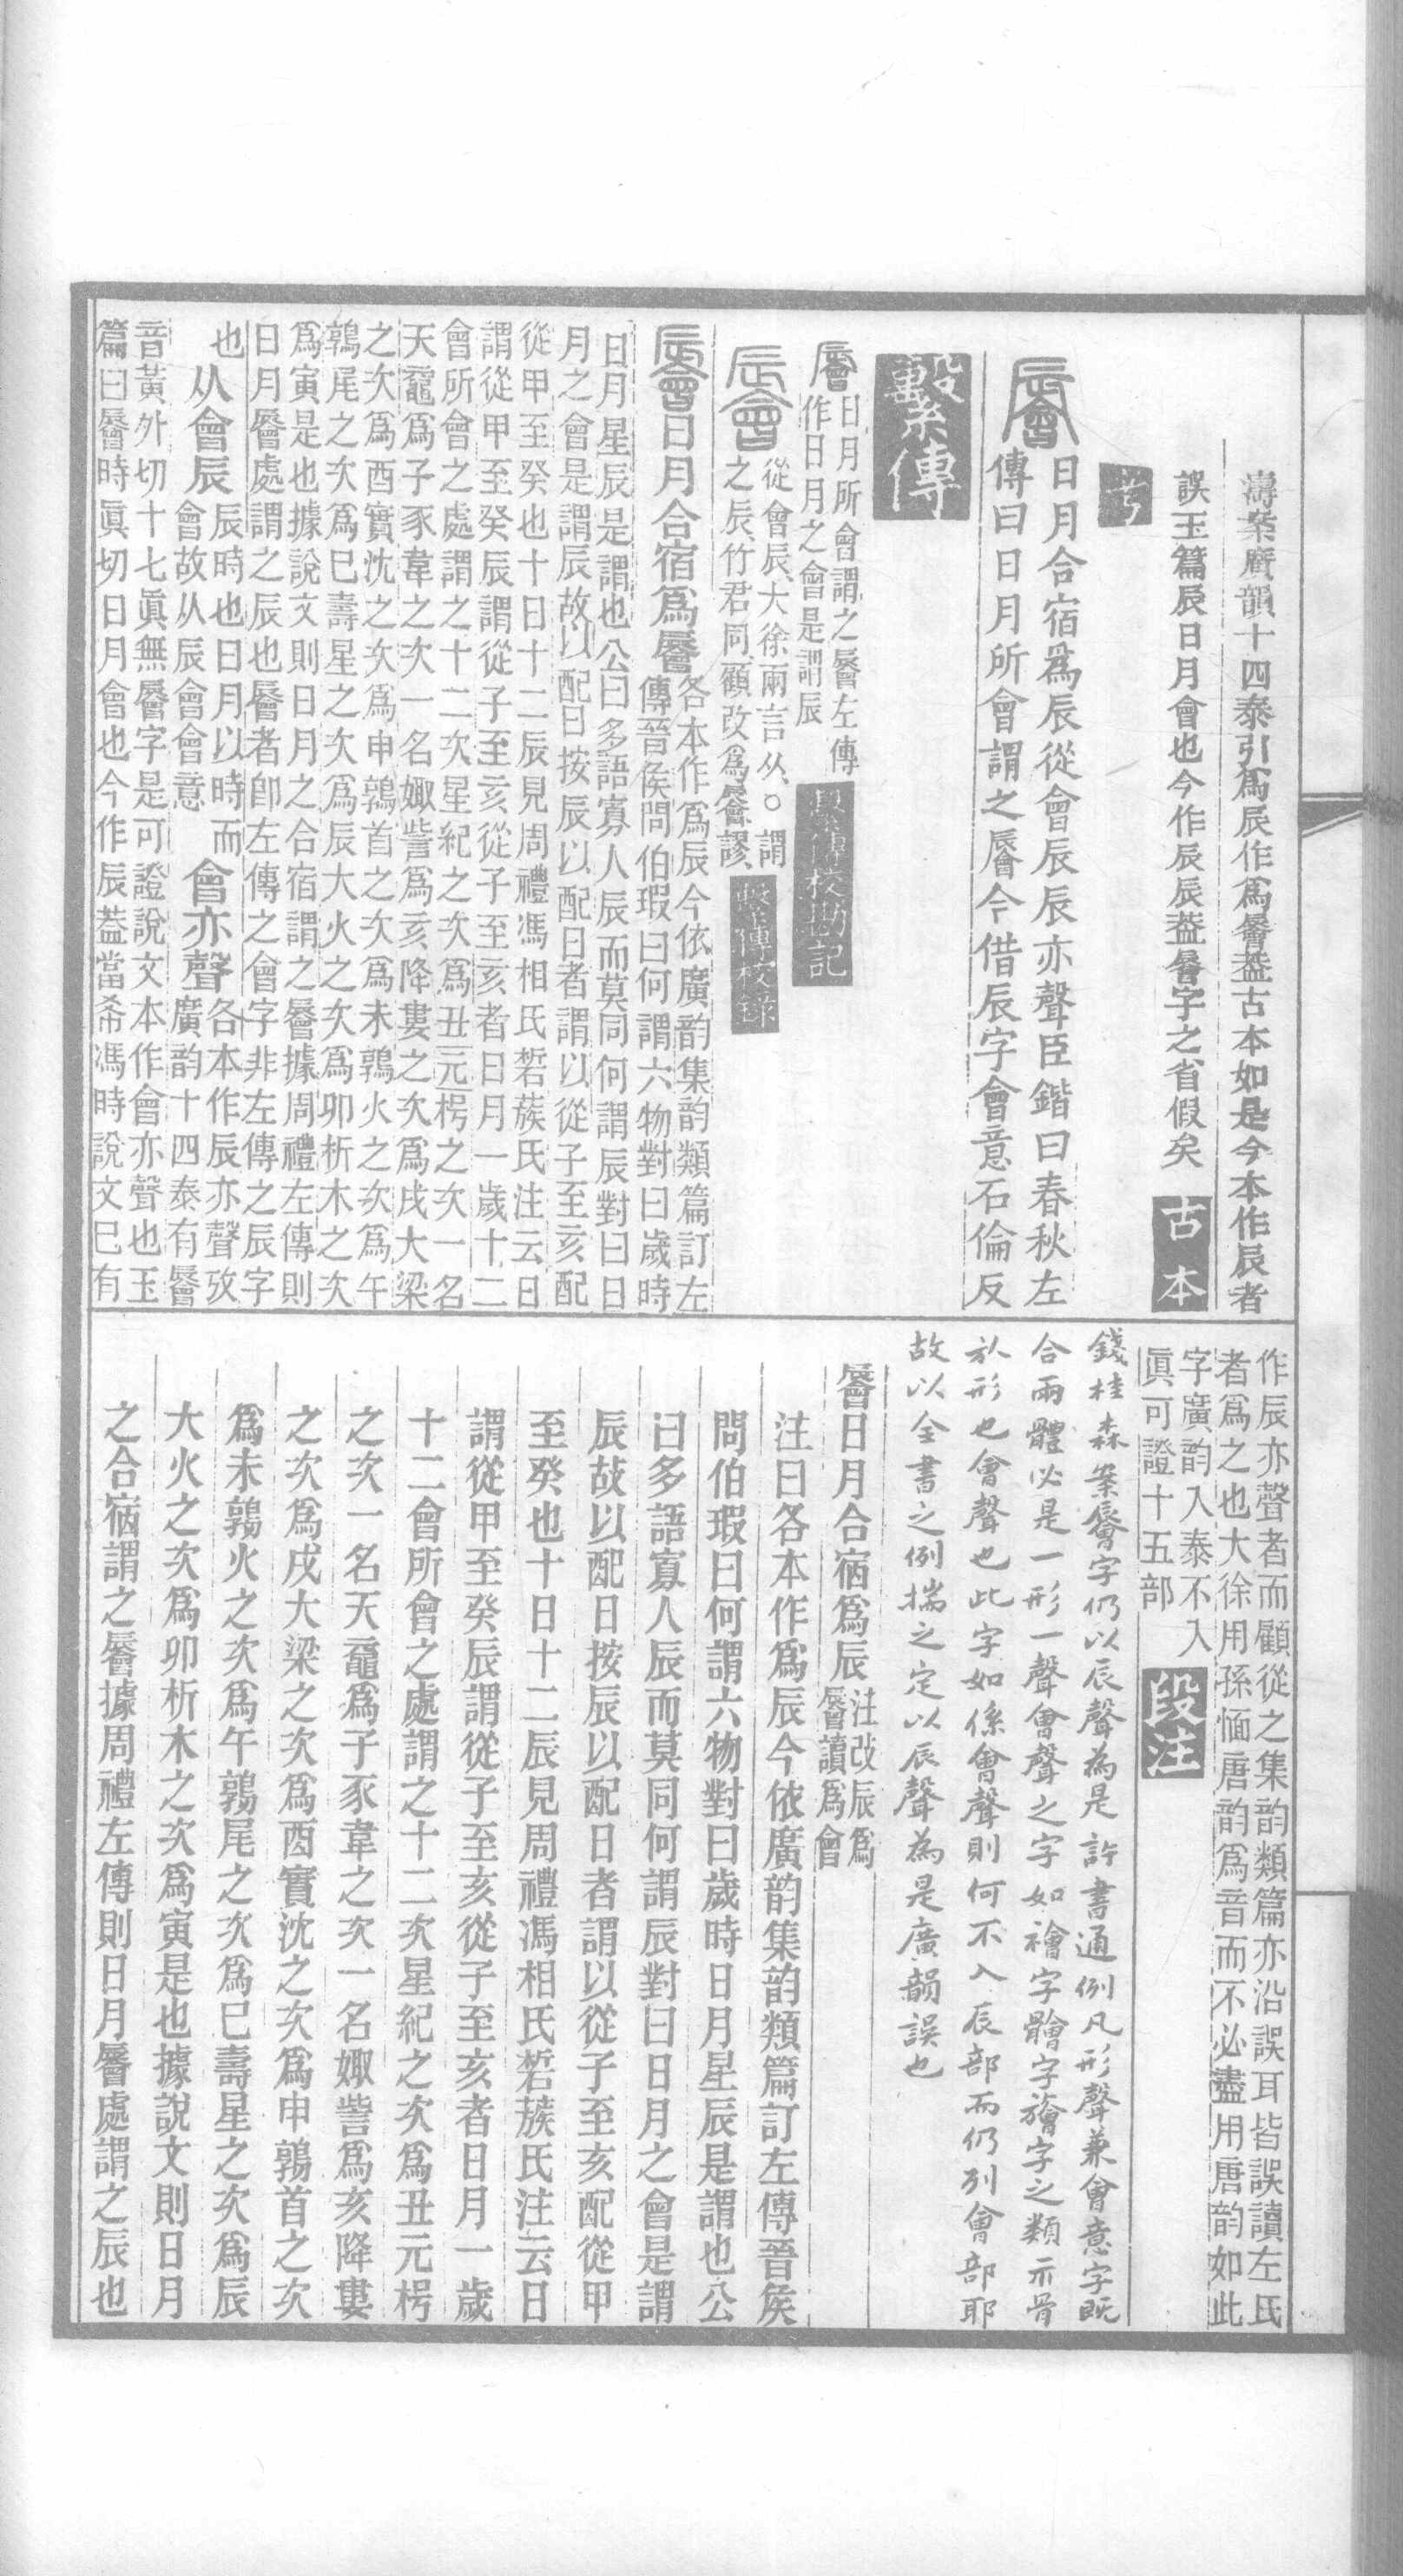 濤案廣韻十四泰引爲辰作爲䢈葢古本如是今本作辰者
誤玉篇辰日月會也今作辰辰葢䢈字之省假矣
古本
考
日月合宿爲辰從會辰辰亦聲臣鍇曰春秋左
傳曰日月所會謂之䢈今借辰字會意石倫反
繫傳
䢈日月所會謂之䢈左傳
作日月之會是謂辰
繫傳校勘記
從會辰大徐兩言从〇謂
之辰竹君同顧改爲䢈謬
繫傳校錄
日月合宿爲䢈
各本作爲辰今依廣韵集韵類篇訂左
傳晉矦問伯瑕曰何謂六物對曰歲時
日月星辰是謂也公曰多語寡人辰而莫同何謂辰對曰日
月之會是謂辰故以配日按辰以配日者謂以從子至亥配
從甲至癸也十日十二辰見周禮馮相氏硩蔟氏注云日
謂從甲至癸辰謂從子至亥從子至亥者日月一歲十二
會所會之處謂之十二次星紀之次爲丑元枵之次一名
天黿爲子豕韋之次一名娵訾爲亥降婁之次爲戌大梁
之次爲酉實沈之次爲申鶉首之次爲未鶉火之次爲午
鶉尾之次爲巳壽星之次爲辰大火之次爲卯析木之次
爲寅是也據說文則日月之合宿謂之䢈據周禮左傳則
日月䢈處謂之辰也䢈者卽左傳之會字非左傳之辰字
也
从會辰
辰時也日月以時而
會故从辰會會意
會亦聲
各本作辰亦聲攷
廣韵十四泰有䢈
音黃外切十七眞無䢈字是可證說文本作會亦聲也玉
篇曰䢈時眞切日月會也今作辰葢當希馮時說文已有
作辰亦聲者而顧從之集韵類篇亦沿誤耳皆誤讀左氏
者爲之也大徐用孫愐唐韵爲音而不必盡用唐韵如此
字廣韵入泰不入
眞可證十五部
段注
錢桂森案䢈字仍以辰聲為是許書通例凡形聲兼會意字既
合兩體必是一形一聲會聲之字如禬字䯤字旝字之類示骨
㫃形也會聲也此字如係會聲則何不入辰部而仍列會部耶
故以全書之例揣之定以辰聲為是廣韻誤也
䢈日月合宿爲辰
注改辰爲
䢈讀爲會
注曰各本作爲辰今依廣韵集韵類篇訂左傳晉矦
問伯瑕曰何謂六物對曰歲時日月星辰是謂也公
曰多語寡人辰而莫同何謂辰對曰日月之會是謂
辰故以配日按辰以配日者謂以從子至亥配從甲
至癸也十日十二辰見周禮馮相氏硩蔟氏注云日
謂從甲至癸辰謂從子至亥從子至亥者日月一歲
十二會所會之處謂之十二次星紀之次爲丑元枵
之次一名天黿爲子豕韋之次一名娵訾爲亥降婁
之次爲戌大梁之次爲酉實沈之次爲申鶉首之次
爲未鶉火之次爲午鶉尾之次爲巳壽星之次爲辰
大火之次爲卯析木之次爲寅是也據說文則日月
之合宿謂之䢈據周禮左傳則日月䢈處謂之辰也